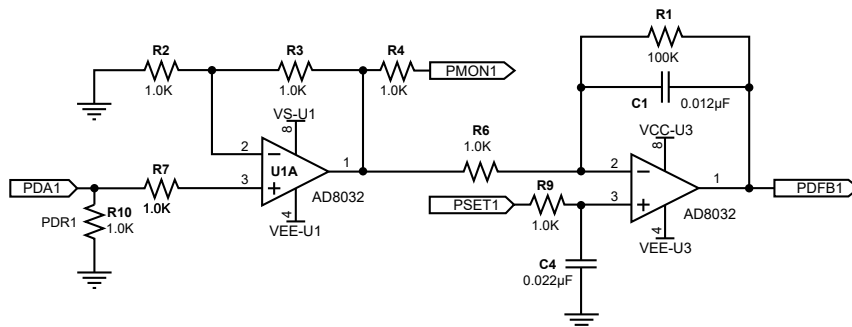 R1
100K
C1
0.012µF
R2
1.0K
R3
1.0K
R4
1.0K
PMON1
VS-U1
8
2
U1A
3
1
4
AD8032
VEE-U1
PDA1
R7
1.0K
PDR1
R10
1.0K
R6
1.0K
PSET1
R9
1.0K
C4
0.022µF
VCC-U3
8
2
3
1
4
AD8032
VEE-U3
PDFB1